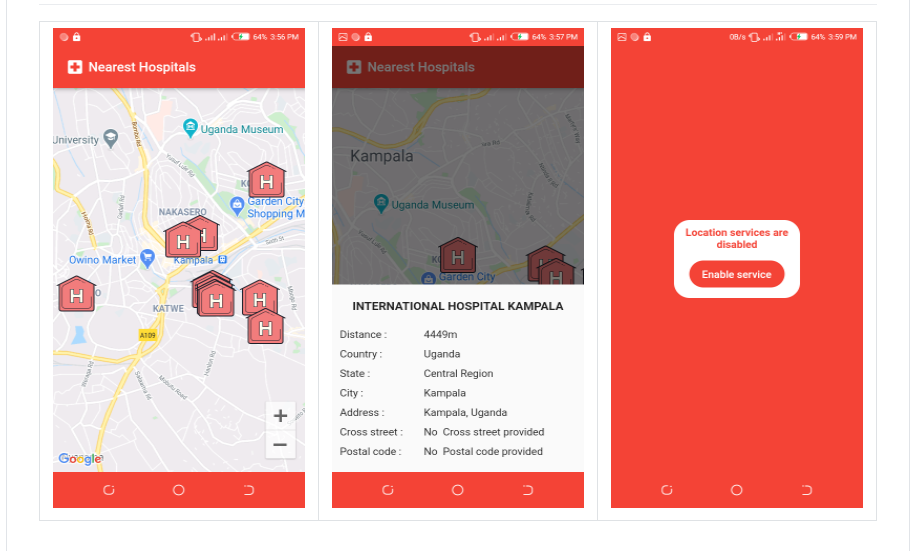 64% 3:56 PM
Nearest Hospitals
University
Uganda Museum
Garden City
Shopping M
NAKASERO
H
H
H
Owino Market
Kampala
H
H
H
H
KATWE
A109
+
−
Google
64% 3:57 PM
Nearest Hospitals
Kampala
Uganda Museum
H
Garden City
H
INTERNATIONAL HOSPITAL KAMPALA
Distance : 4449m
Country : Uganda
State : Central Region
City : Kampala
Address : Kampala, Uganda
Cross street : No Cross street provided
Postal code : No Postal code provided
0B/s 64% 3:59 PM
Location services are
disabled
Enable service